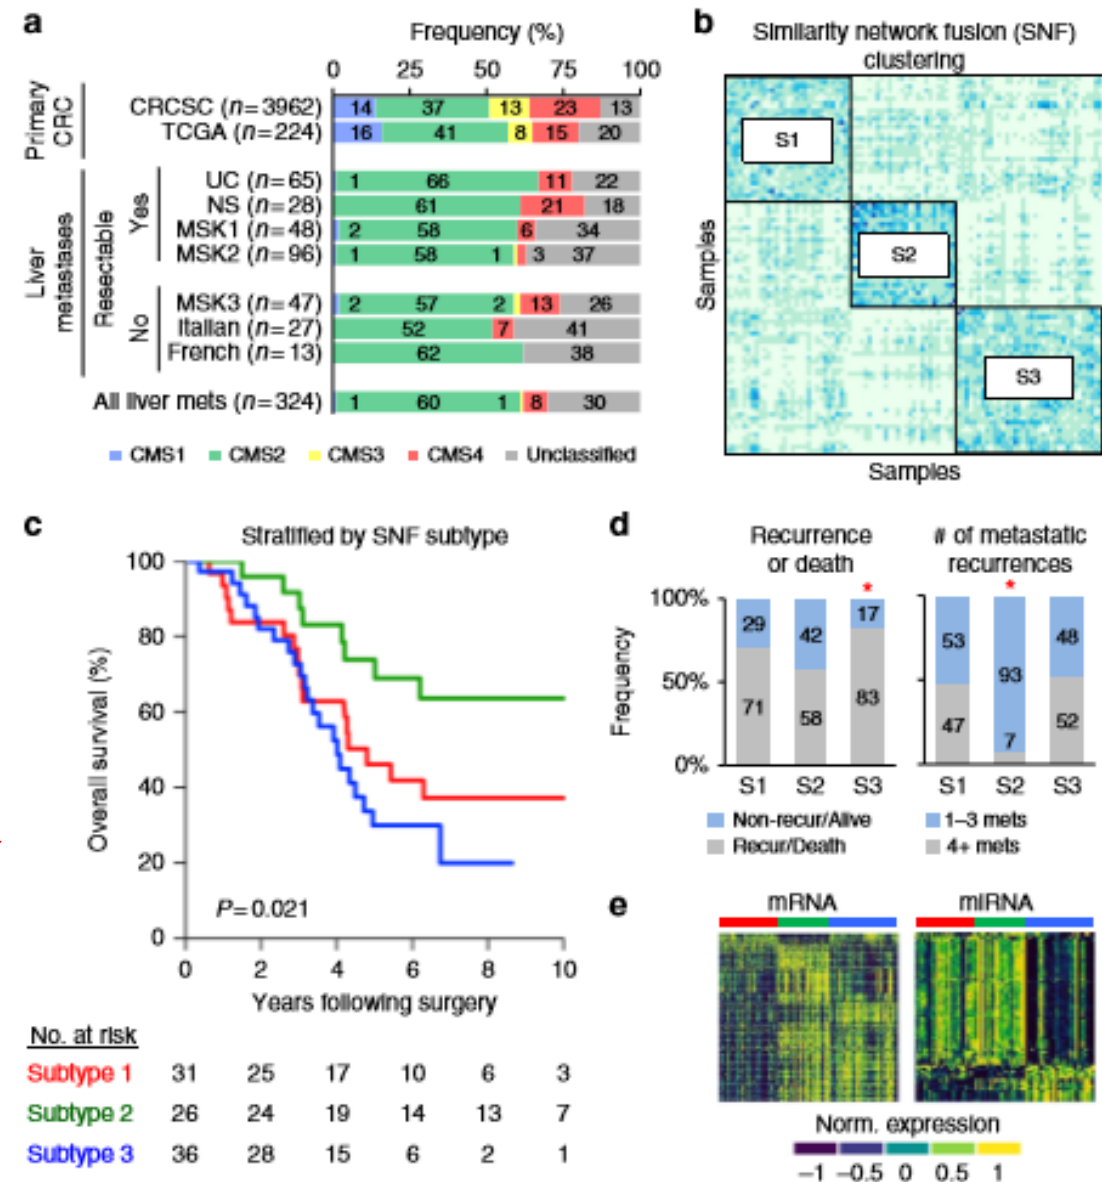 a
Frequency (%)
0 25 50 75 100
Primary CRC
CRCSC (n=3962) 14 37 13 23 13
TCGA (n=224) 16 41 8 15 20
Liver metastases
Resectable
Yes
UC (n=65) 1 66 11 22
NS (n=28) 61 21 18
MSK1 (n=48) 2 58 6 34
MSK2 (n=96) 1 58 1 3 37
No
MSK3 (n=47) 2 57 2 13 26
Italian (n=27) 52 7 41
French (n=13) 62 38
All liver mets (n=324) 1 60 1 8 30
CMS1 CMS2 CMS3 CMS4 Unclassified
b
Similarity network fusion (SNF)
clustering
S1
S2
S3
Samples
Samples
c
Stratified by SNF subtype
Overall survival (%)
100
80
60
40
20
0
P=0.021
0 2 4 6 8 10
Years following surgery
No. at risk
Subtype 1 31 25 17 10 6 3
Subtype 2 26 24 19 14 13 7
Subtype 3 36 28 15 6 2 1
d
Recurrence
or death
# of metastatic
recurrences
* *
Frequency
100%
50%
0%
29 42 17
71 58 83
S1 S2 S3
Non-recur/Alive
Recur/Death
53 93 48
47 7 52
S1 S2 S3
1–3 mets
4+ mets
e
mRNA
miRNA
Norm. expression
−1 −0.5 0 0.5 1